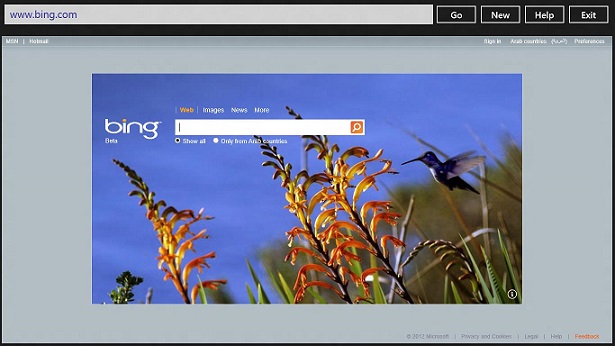 www.bing.com Go New Help Exit
MSN | Hotmail Sign in Arab countries Preferences
Web Images News More
bing
Beta
Show all Only from Arab countries
© 2012 Microsoft | Privacy and Cookies | Legal | Help | Feedback